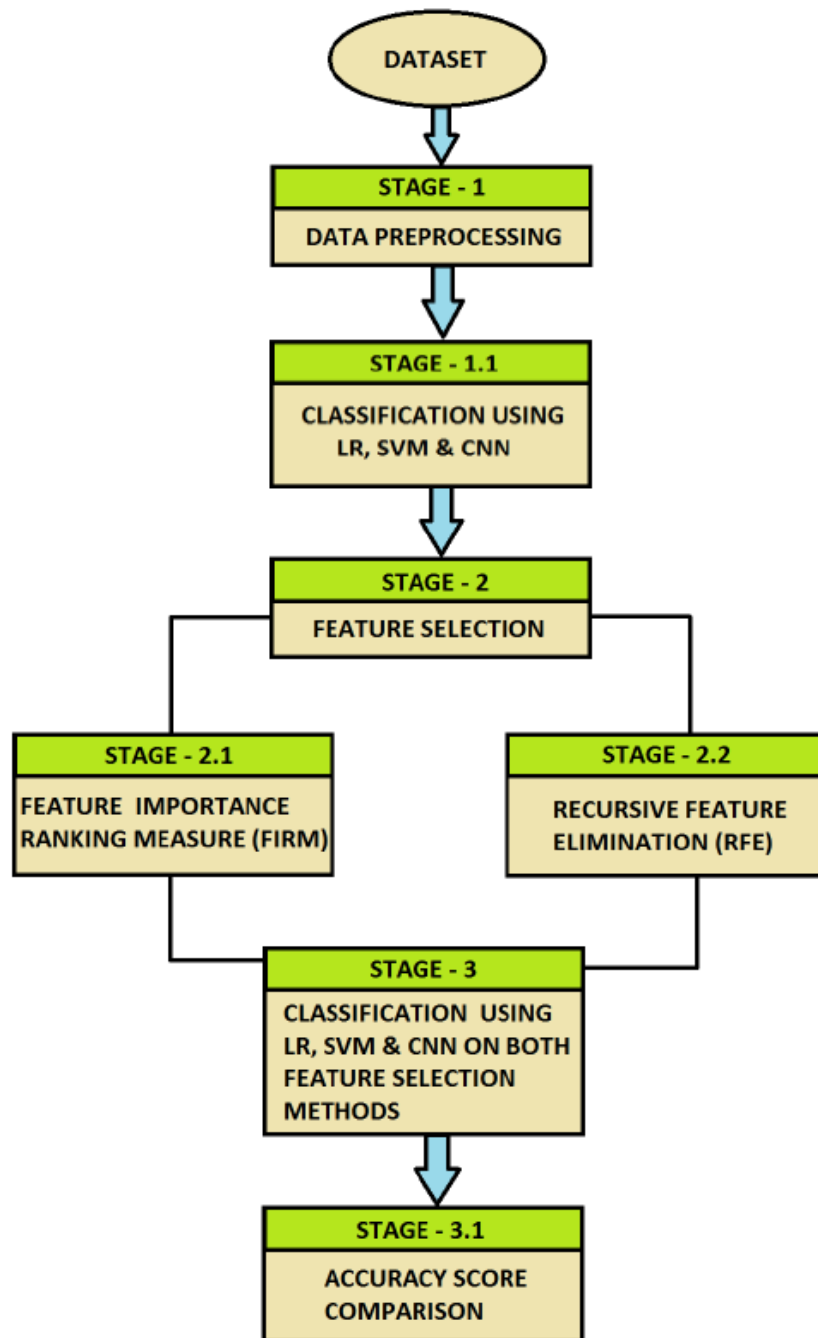 DATASET
STAGE - 1
DATA PREPROCESSING
STAGE - 1.1
CLASSIFICATION USING
LR, SVM & CNN
STAGE - 2
FEATURE SELECTION
STAGE - 2.1
FEATURE IMPORTANCE
RANKING MEASURE (FIRM)
STAGE - 2.2
RECURSIVE FEATURE
ELIMINATION (RFE)
STAGE - 3
CLASSIFICATION USING
LR, SVM & CNN ON BOTH
FEATURE SELECTION
METHODS
STAGE - 3.1
ACCURACY SCORE
COMPARISON